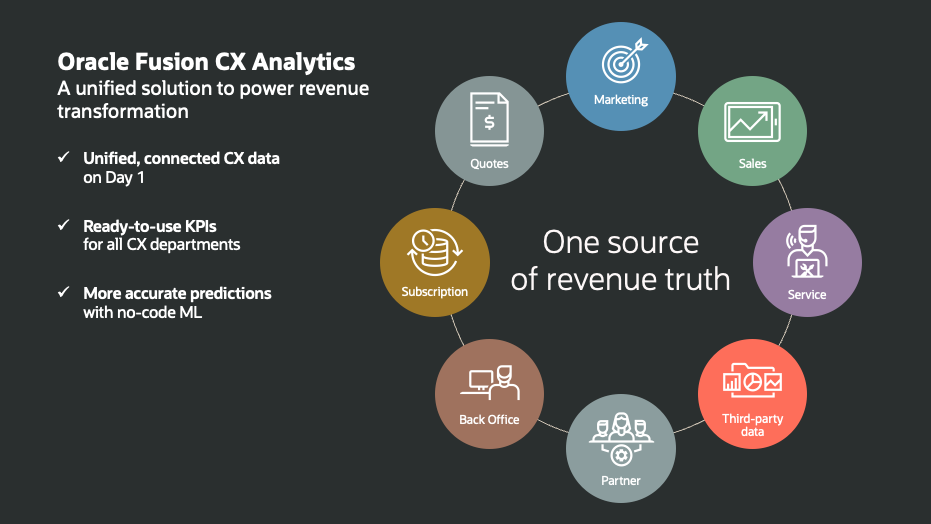 Oracle Fusion CX Analytics
A unified solution to power revenue
transformation
Unified, connected CX data
on Day 1
Ready-to-use KPIs
for all CX departments
More accurate predictions
with no-code ML
One source
of revenue truth
Marketing
Sales
Service
Third-party
data
Partner
Back Office
Subscription
Quotes
$